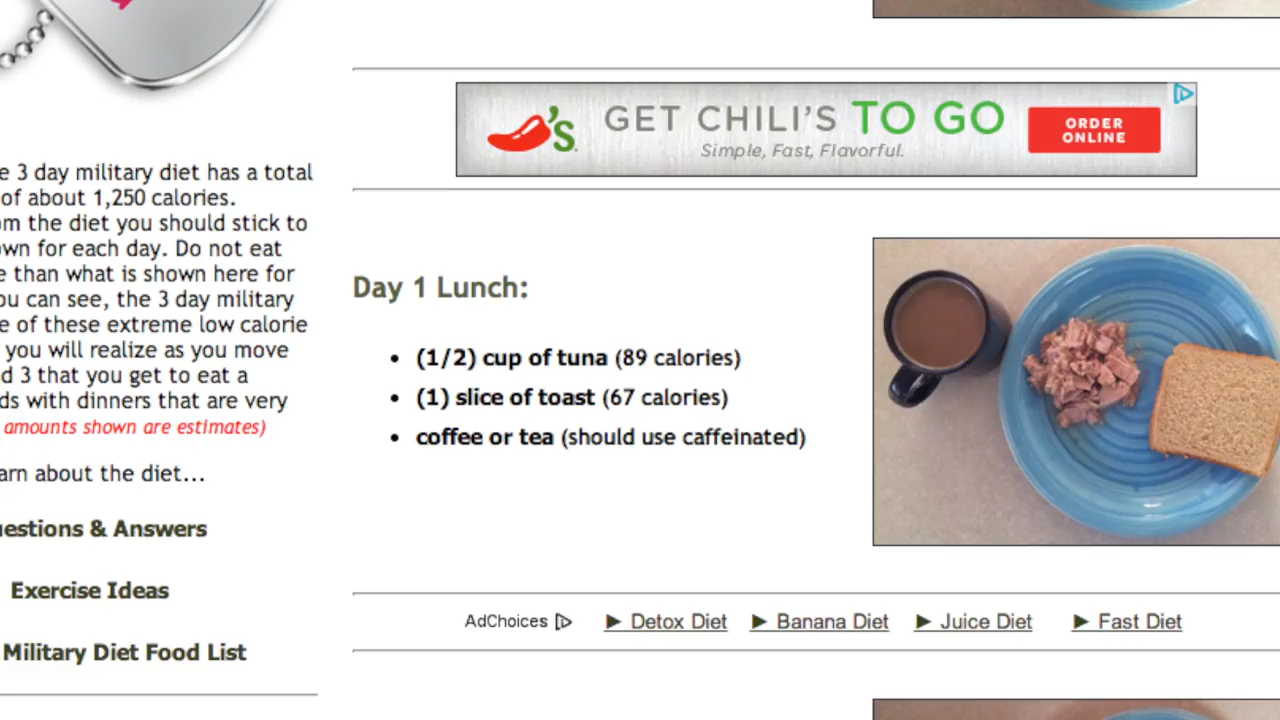 e 3 day military diet has a total
of about 1,250 calories.
om the diet you should stick to
own for each day. Do not eat
e than what is shown here for
ou can see, the 3 day military
e of these extreme low calorie
you will realize as you move
d 3 that you get to eat a
ds with dinners that are very
amounts shown are estimates)
arn about the diet...
uestions & Answers
Exercise Ideas
Military Diet Food List
'S
GET CHILI'S TO GO
Simple, Fast, Flavorful.
ORDER
ONLINE
Day 1 Lunch:
• (1/2) cup of tuna (89 calories)
• (1) slice of toast (67 calories)
• coffee or tea (should use caffeinated)
AdChoices ► Detox Diet ► Banana Diet ► Juice Diet ► Fast Diet